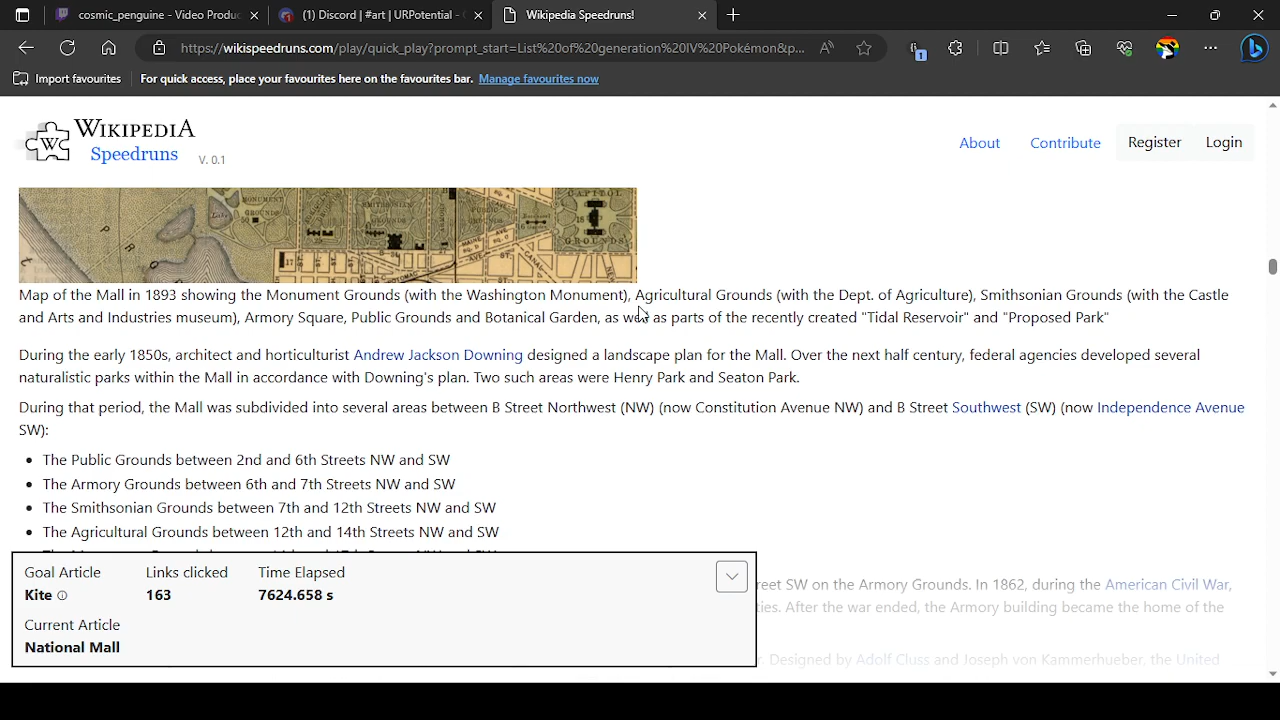 cosmic_penguine - Video Produc
(1) Discord | #art | URPotential -
Wikipedia Speedruns!
https://wikispeedruns.com/play/quick_play?prompt_start=List%20of%20generation%20IV%20Pokémon&p...
1
Import favourites
For quick access, place your favourites here on the favourites bar. Manage favourites now
WIKIPEDIA
Speedruns V. 0.1
About
Contribute
Register
Login
MONUMENT
GROUNDS
SMITHSONIAN
GROUNDS
PUBLIC
GROUNDS
CAPITOL
GROUNDS
Map of the Mall in 1893 showing the Monument Grounds (with the Washington Monument), Agricultural Grounds (with the Dept. of Agriculture), Smithsonian Grounds (with the Castle
and Arts and Industries museum), Armory Square, Public Grounds and Botanical Garden, as well as parts of the recently created "Tidal Reservoir" and "Proposed Park"
During the early 1850s, architect and horticulturist Andrew Jackson Downing designed a landscape plan for the Mall. Over the next half century, federal agencies developed several
naturalistic parks within the Mall in accordance with Downing's plan. Two such areas were Henry Park and Seaton Park.
During that period, the Mall was subdivided into several areas between B Street Northwest (NW) (now Constitution Avenue NW) and B Street Southwest (SW) (now Independence Avenue
SW):
• The Public Grounds between 2nd and 6th Streets NW and SW
• The Armory Grounds between 6th and 7th Streets NW and SW
• The Smithsonian Grounds between 7th and 12th Streets NW and SW
• The Agricultural Grounds between 12th and 14th Streets NW and SW
reet SW on the Armory Grounds. In 1862, during the American Civil War,
ties. After the war ended, the Armory building became the home of the
r. Designed by Adolf Cluss and Joseph von Kammerhueber, the United
Goal Article
Kite
Links clicked
163
Time Elapsed
7624.658 s
Current Article
National Mall